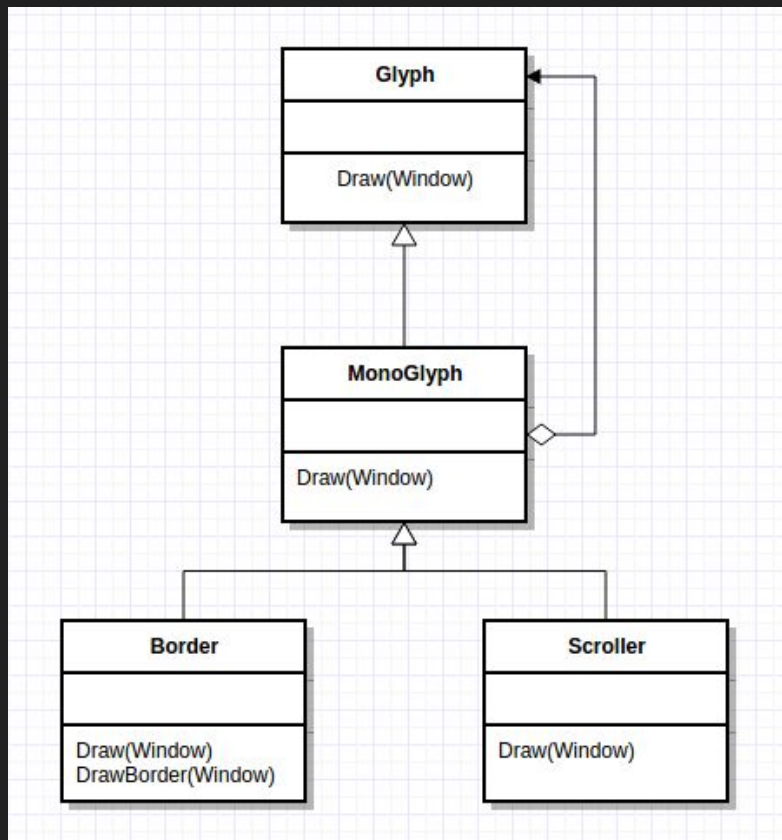 Glyph
Draw(Window)
MonoGlyph
Draw(Window)
Border
Draw(Window)
DrawBorder(Window)
Scroller
Draw(Window)